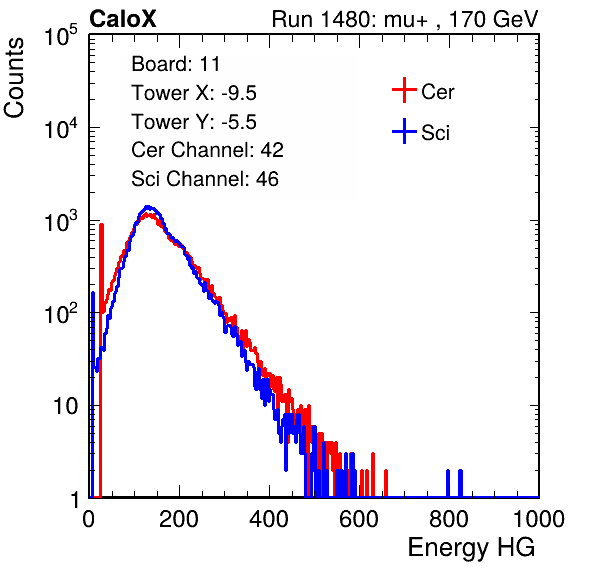 CaloX Run 1480: mu+ , 170 GeV
Counts
Board: 11
Tower X: -9.5
Tower Y: -5.5
Cer Channel: 42
Sci Channel: 46
Cer
Sci
10^5
10^4
10^3
10^2
10
1
0 200 400 600 800 1000
Energy HG